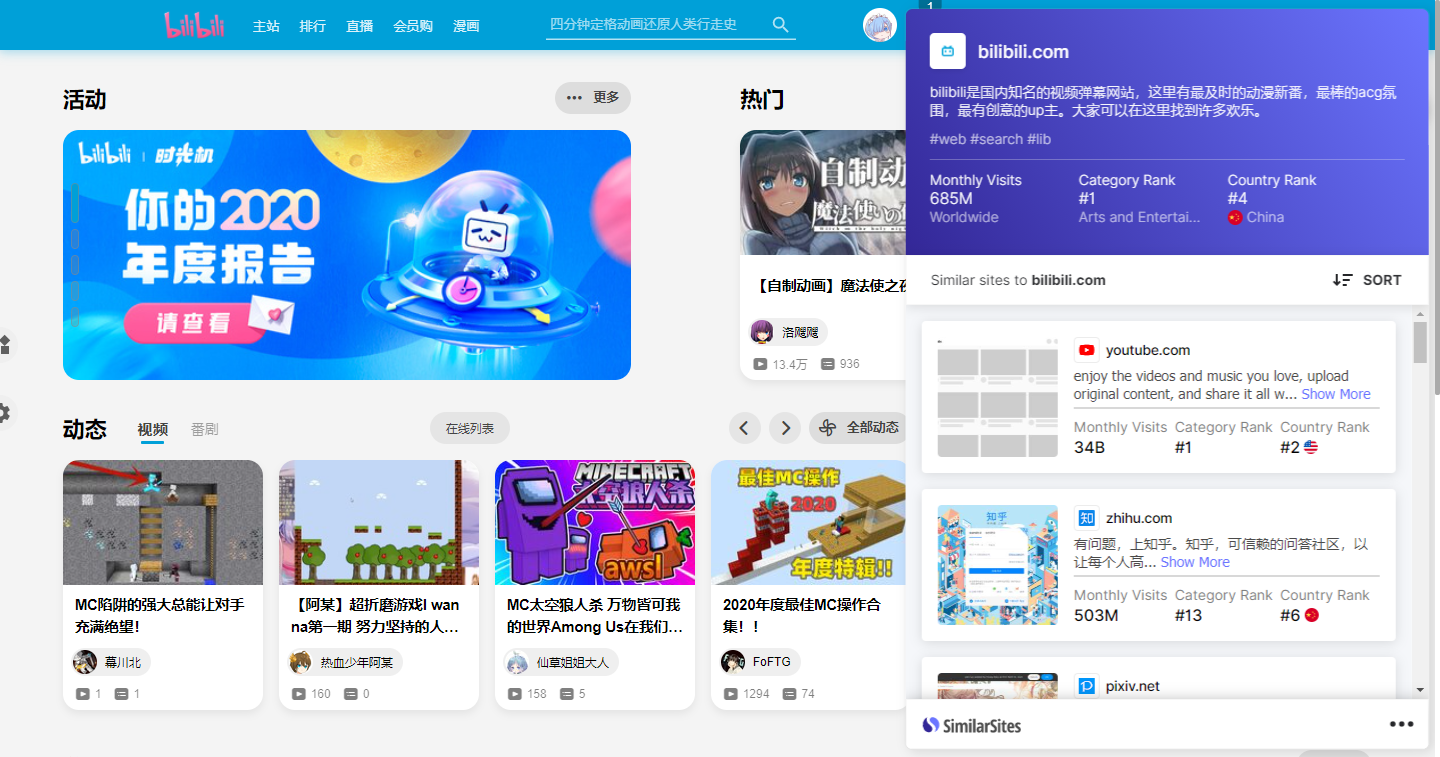 bilibili
主站
排行
直播
会员购
漫画
四分钟定格动画还原人类行走史
1
活动
更多
bilibili | 时光机
你的2020
年度报告
请查看
热门
自制动
魔法使いの
Witch on the holy nigh
【自制动画】魔法使之夜
洛飏飏
13.4万
936
动态
视频
番剧
在线列表
全部动态
MC陷阱的强大总能让对手
充满绝望！
幕川北
1
1
【阿某】超折磨游戏I wan
na第一期 努力坚持的人…
热血少年阿某
160
0
MINECRAFT
太空狼人杀
awsl
MC太空狼人杀 万物皆可我
的世界Among Us在我们…
仙草姐姐大人
158
5
最佳MC操作
2020
年度特辑!!
2020年度最佳MC操作合
集！！
FoFTG
1294
74
bilibili.com
bilibili是国内知名的视频弹幕网站，这里有最及时的动漫新番，最棒的acg氛
围，最有创意的up主。大家可以在这里找到许多欢乐。
#web #search #lib
Monthly Visits
685M
Worldwide
Category Rank
#1
Arts and Entertai...
Country Rank
#4
China
Similar sites to bilibili.com
SORT
youtube.com
enjoy the videos and music you love, upload
original content, and share it all w... Show More
Monthly Visits
34B
Category Rank
#1
Country Rank
#2
知乎
知
zhihu.com
有问题，上知乎。知乎，可信赖的问答社区，以
让每个人高... Show More
Monthly Visits
503M
Category Rank
#13
Country Rank
#6
pixiv.net
SimilarSites